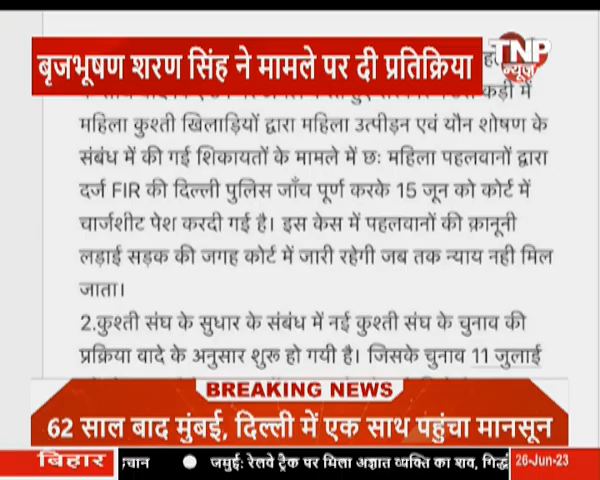 बृजभूषण शरण सिंह ने मामले पर दी प्रतिक्रिया
TNP
न्यूज़
कड़ी में
महिला कुश्ती खिलाड़ियों द्वारा महिला उत्पीड़न एवं यौन शोषण के
संबंध में की गई शिकायतों के मामले में छः महिला पहलवानों द्वारा
दर्ज FIR की दिल्ली पुलिस जाँच पूर्ण करके 15 जून को कोर्ट में
चार्जशीट पेश करदी गई है। इस केस में पहलवानों की क़ानूनी
लड़ाई सड़क की जगह कोर्ट में जारी रहेगी जब तक न्याय नही मिल
जाता।
2.कुश्ती संघ के सुधार के संबंध में नई कुश्ती संघ के चुनाव की
प्रक्रिया वादे के अनुसार शुरू हो गयी है। जिसके चुनाव 11 जुलाई
BREAKING NEWS
62 साल बाद मुंबई, दिल्ली में एक साथ पहुंचा मानसून
बिहार
जमुई: रेलवे ट्रैक पर मिला अज्ञात व्यक्ति का शव,
26-Jun-23